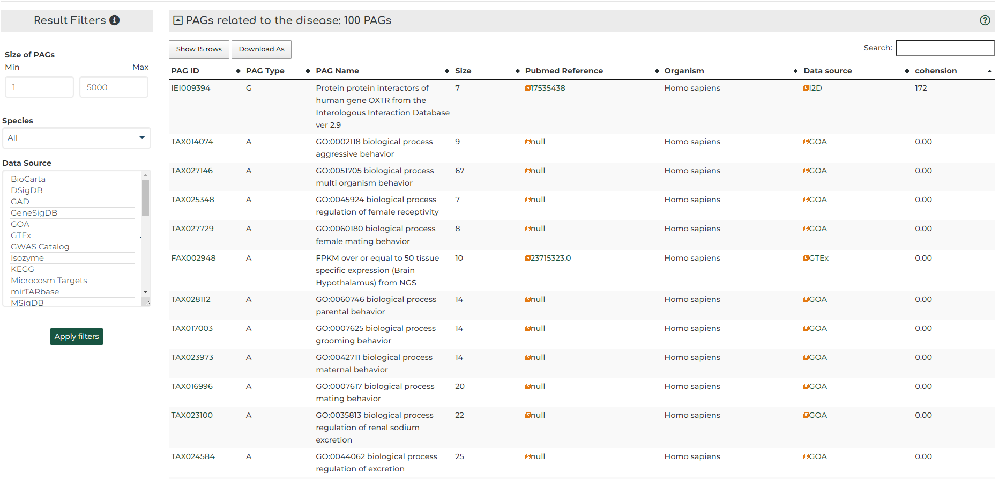 Result Filters
Size of PAGs
Min Max
1 5000
Species
All
Data Source
BioCarta
DSigDB
GAD
GeneSigDB
GOA
GTEx
GWAS Catalog
Isozyme
KEGG
Microcosm Targets
mirTARbase
MSigDB
Apply filters
PAGs related to the disease: 100 PAGs
Show 15 rows Download As Search:
PAG ID PAG Type PAG Name Size Pubmed Reference Organism Data source cohension
IEI009394 G Protein protein interactors of 7 17535438 Homo sapiens I2D 172
human gene OXTR from the
Interologous Interaction Database
ver 2.9
TAX014074 A GO:0002118 biological process 9 null Homo sapiens GOA 0.00
aggressive behavior
TAX027146 A GO:0051705 biological process 67 null Homo sapiens GOA 0.00
multi organism behavior
TAX025348 A GO:0045924 biological process 7 null Homo sapiens GOA 0.00
regulation of female receptivity
TAX027729 A GO:0060180 biological process 8 null Homo sapiens GOA 0.00
female mating behavior
FAX002948 A FPKM over or equal to 50 tissue 10 23715323.0 Homo sapiens GTEx 0.00
specific expression (Brain
Hypothalamus) from NGS
TAX028112 A GO:0060746 biological process 14 null Homo sapiens GOA 0.00
parental behavior
TAX017003 A GO:0007625 biological process 14 null Homo sapiens GOA 0.00
grooming behavior
TAX023973 A GO:0042711 biological process 14 null Homo sapiens GOA 0.00
maternal behavior
TAX016996 A GO:0007617 biological process 20 null Homo sapiens GOA 0.00
mating behavior
TAX023100 A GO:0035813 biological process 22 null Homo sapiens GOA 0.00
regulation of renal sodium
excretion
TAX024584 A GO:0044062 biological process 25 null Homo sapiens GOA 0.00
regulation of excretion